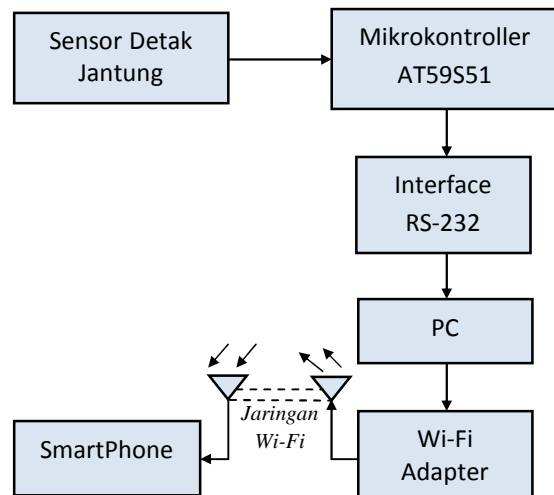 Sensor Detak
Jantung
Mikrokontroller
AT59S51
Interface
RS-232
PC
Jaringan
Wi-Fi
SmartPhone
Wi-Fi
Adapter